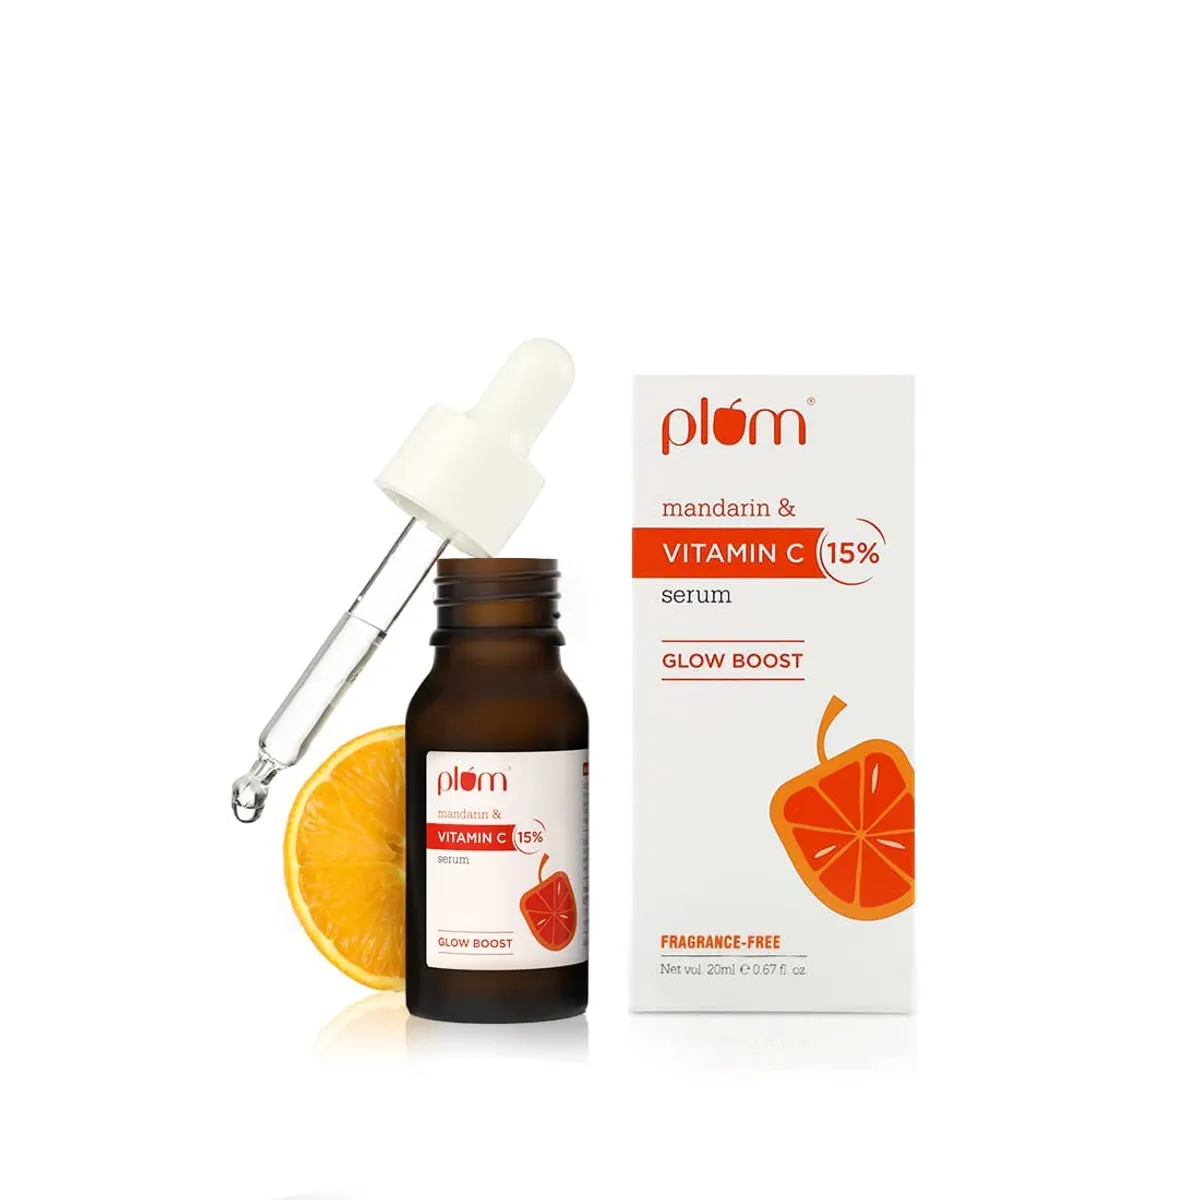 plum®
mandarin &
VITAMIN C 15%
serum
GLOW BOOST
FRAGRANCE-FREE
Net vol. 20ml ℮ 0.67 fl. oz.
plum®
mandarin &
VITAMIN C 15%
serum
GLOW BOOST